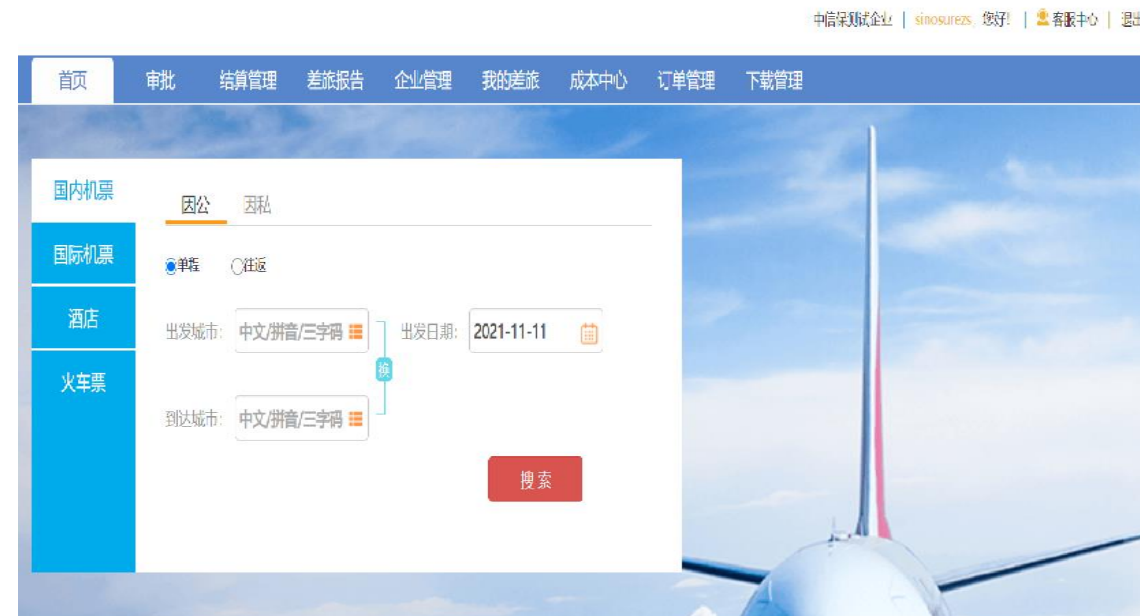 中信保测试企业 | sinosurezs 您好! | 客服中心 | 退出
首页 审批 结算管理 差旅报告 企业管理 我的差旅 成本中心 订单管理 下载管理
国内机票
因公 因私
国际机票
单程 往返
酒店
出发城市: 中文/拼音/三字码 出发日期: 2021-11-11
换
火车票
到达城市: 中文/拼音/三字码
搜索